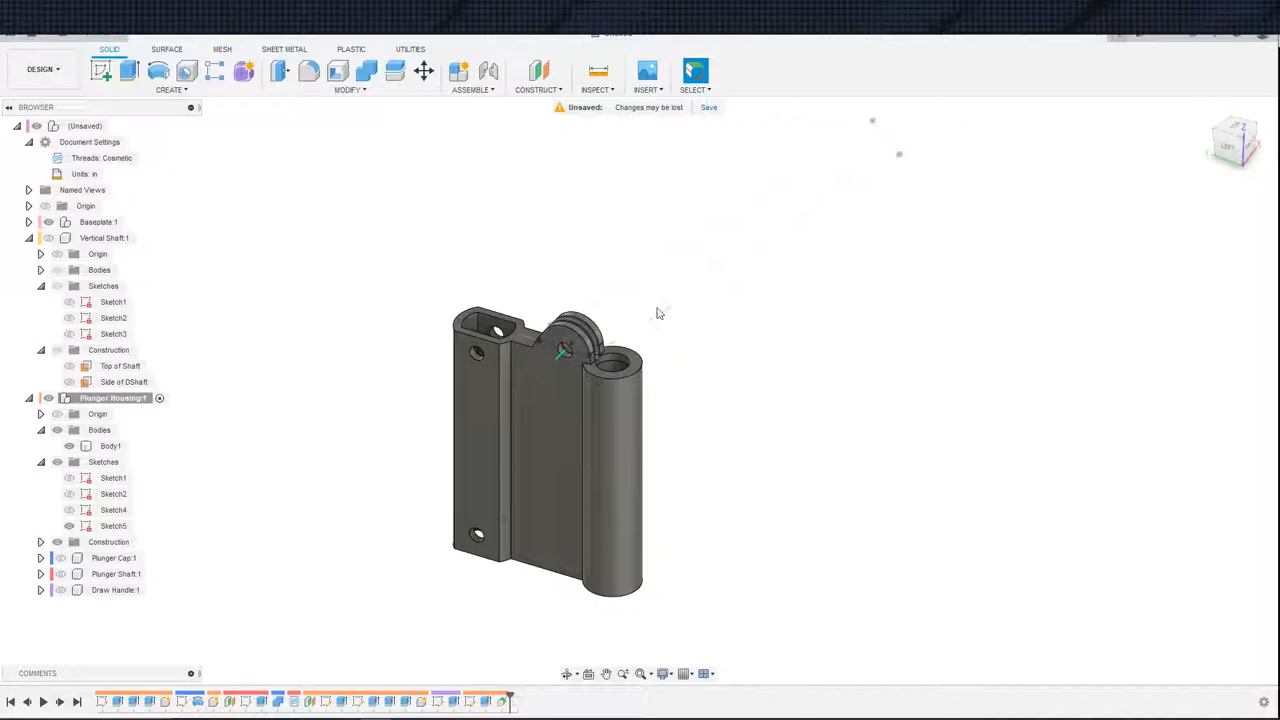 SOLID SURFACE MESH SHEET METAL PLASTIC UTILITIES
DESIGN
CREATE MODIFY ASSEMBLE CONSTRUCT INSPECT INSERT SELECT
BROWSER
Unsaved: Changes may be lost Save
(Unsaved)
Document Settings
Threads: Cosmetic
Units: in
Named Views
Origin
Baseplate:1
Vertical Shaft:1
Origin
Bodies
Sketches
Sketch1
Sketch2
Sketch3
Construction
Top of Shaft
Side of DShaft
Plunger Housing:1
Origin
Bodies
Body1
Sketches
Sketch1
Sketch2
Sketch4
Sketch5
Construction
Plunger Cap:1
Plunger Shaft:1
Draw Handle:1
COMMENTS
Z
LEFT